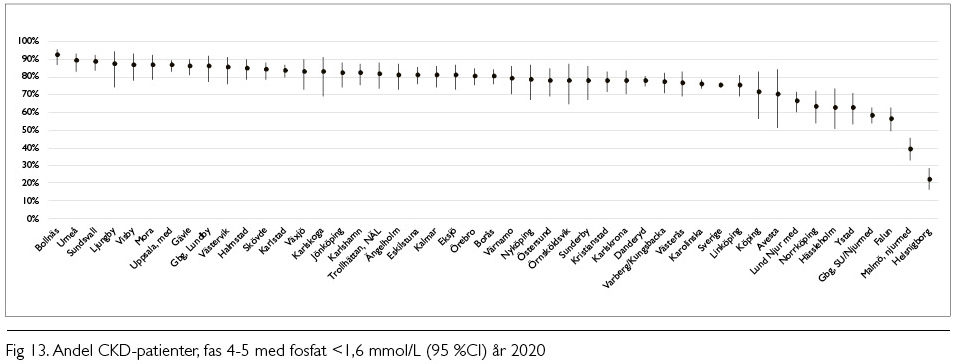 100%
90%
80%
70%
60%
50%
40%
30%
20%
10%
0%
Bollnäs
Umeå
Sundsvall
Ljungby
Visby
Mora
Uppsala, med
Gävle
Gbg, Lundby
Västervik
Halmstad
Skövde
Karlstad
Växjö
Karlskoga
Jönköping
Karlshamn
Trollhättan, NÄL
Ängelholm
Eskilstuna
Kalmar
Eksjö
Örebro
Borås
Värnamo
Nyköping
Östersund
Örnsköldsvik
Sunderby
Kristianstad
Karlskrona
Danderyd
Varberg/Kungsbacka
Västerås
Karolinska
Sverige
Linköping
Köping
Avesta
Lund Njur med
Norrköping
Hässleholm
Ystad
Gbg, SU/Njurmed
Falun
Malmö, njurmed
Helsnigborg
Fig 13. Andel CKD-patienter, fas 4-5 med fosfat <1,6 mmol/L (95 %CI) år 2020